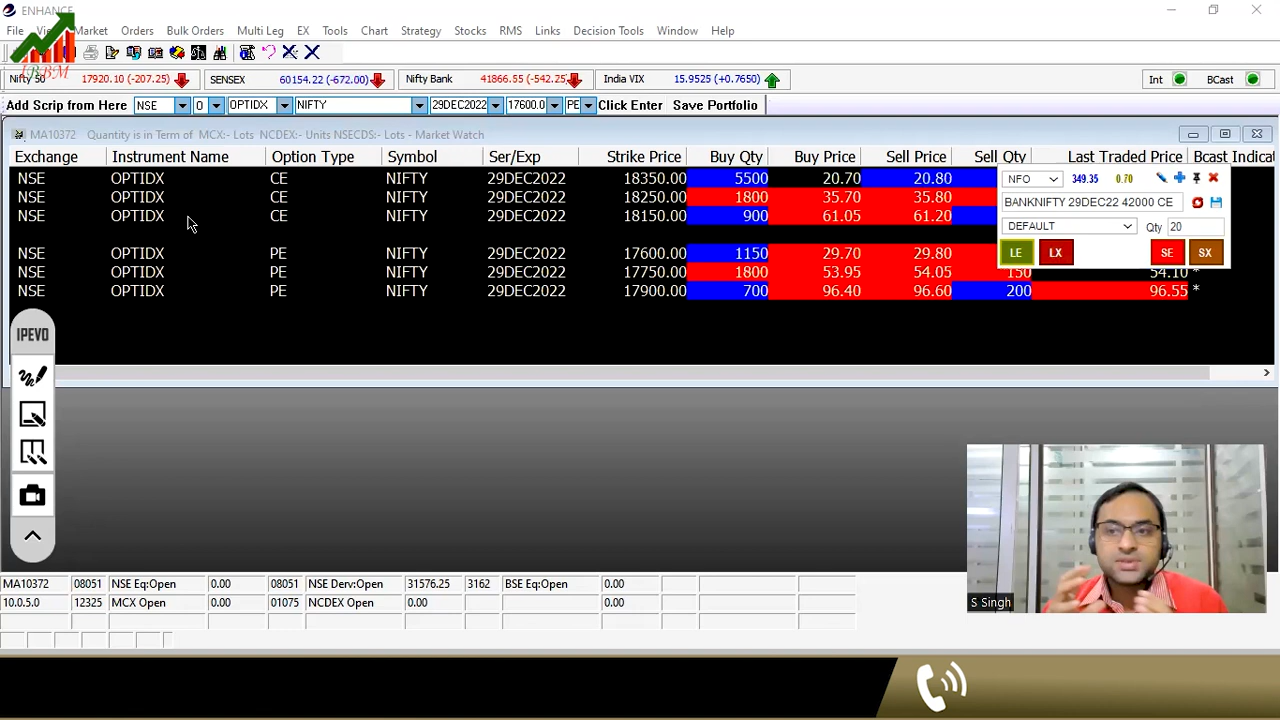 ENHANCE
File View Market Orders Bulk Orders Multi Leg EX Tools Chart Strategy Stocks RMS Links Decision Tools Window Help
Nifty 50 17920.10 (-207.25) SENSEX 60154.22 (-672.00) Nifty Bank 41866.55 (-542.25) India VIX 15.9525 (+0.7650) Int BCast
Add Scrip from Here NSE 0 OPTIDX NIFTY 29DEC2022 17600.0 PE Click Enter Save Portfolio
MA10372 Quantity is in Term of MCX:- Lots NCDEX:- Units NSECDS:- Lots - Market Watch
Exchange Instrument Name Option Type Symbol Ser/Exp Strike Price Buy Qty Buy Price Sell Price Sell Qty Last Traded Price Bcast Indicat
NSE OPTIDX CE NIFTY 29DEC2022 18350.00 5500 20.70 20.80
NSE OPTIDX CE NIFTY 29DEC2022 18250.00 1800 35.70 35.80
NSE OPTIDX CE NIFTY 29DEC2022 18150.00 900 61.05 61.20
NSE OPTIDX PE NIFTY 29DEC2022 17600.00 1150 29.70 29.80
NSE OPTIDX PE NIFTY 29DEC2022 17750.00 1800 53.95 54.05 150 54.10 *
NSE OPTIDX PE NIFTY 29DEC2022 17900.00 700 96.40 96.60 200 96.55 *
NFO 349.35 0.70
BANKNIFTY 29DEC22 42000 CE
DEFAULT Qty 20
LE LX SE SX
IPEVO
S Singh
MA10372 08051 NSE Eq:Open 0.00 08051 NSE Derv:Open 31576.25 3162 BSE Eq:Open 0.00
10.0.5.0 12325 MCX Open 0.00 01075 NCDEX Open 0.00 0.00